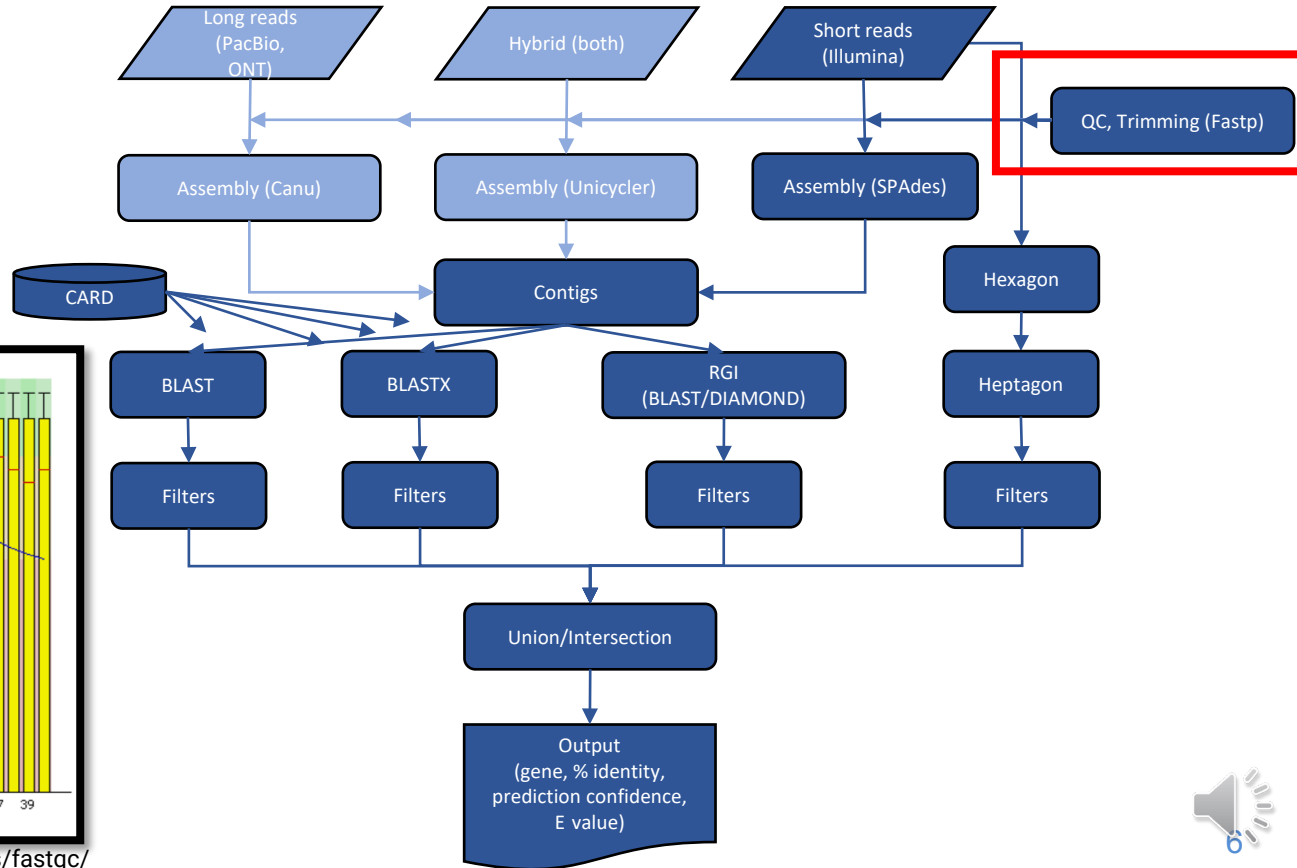 Long reads
(PacBio,
ONT)
Hybrid (both)
Short reads
(Illumina)
QC, Trimming (Fastp)
Assembly (Canu)
Assembly (Unicycler)
Assembly (SPAdes)
CARD
Contigs
Hexagon
BLAST
BLASTX
RGI
(BLAST/DIAMOND)
Heptagon
Filters
Filters
Filters
Filters
Union/Intersection
Output
(gene, % identity,
prediction confidence,
E value)
39
s/fastqc/
6